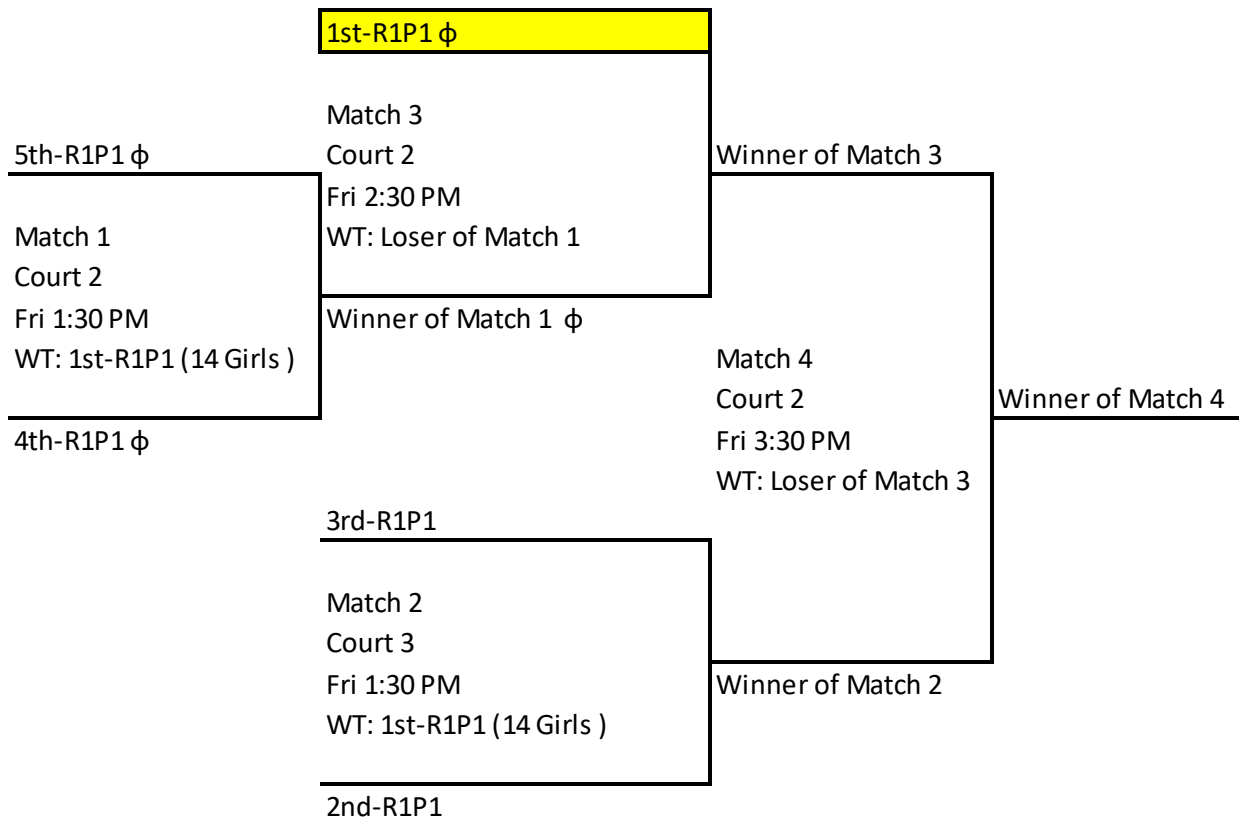 1st-R1P1 ф
Match 3
Court 2
Fri 2:30 PM
WT: Loser of Match 1
5th-R1P1 ф
Match 1
Court 2
Fri 1:30 PM
WT: 1st-R1P1 (14 Girls )
4th-R1P1 ф
Winner of Match 1 ф
Winner of Match 3
Match 4
Court 2
Fri 3:30 PM
WT: Loser of Match 3
Winner of Match 4
3rd-R1P1
Match 2
Court 3
Fri 1:30 PM
WT: 1st-R1P1 (14 Girls )
2nd-R1P1
Winner of Match 2